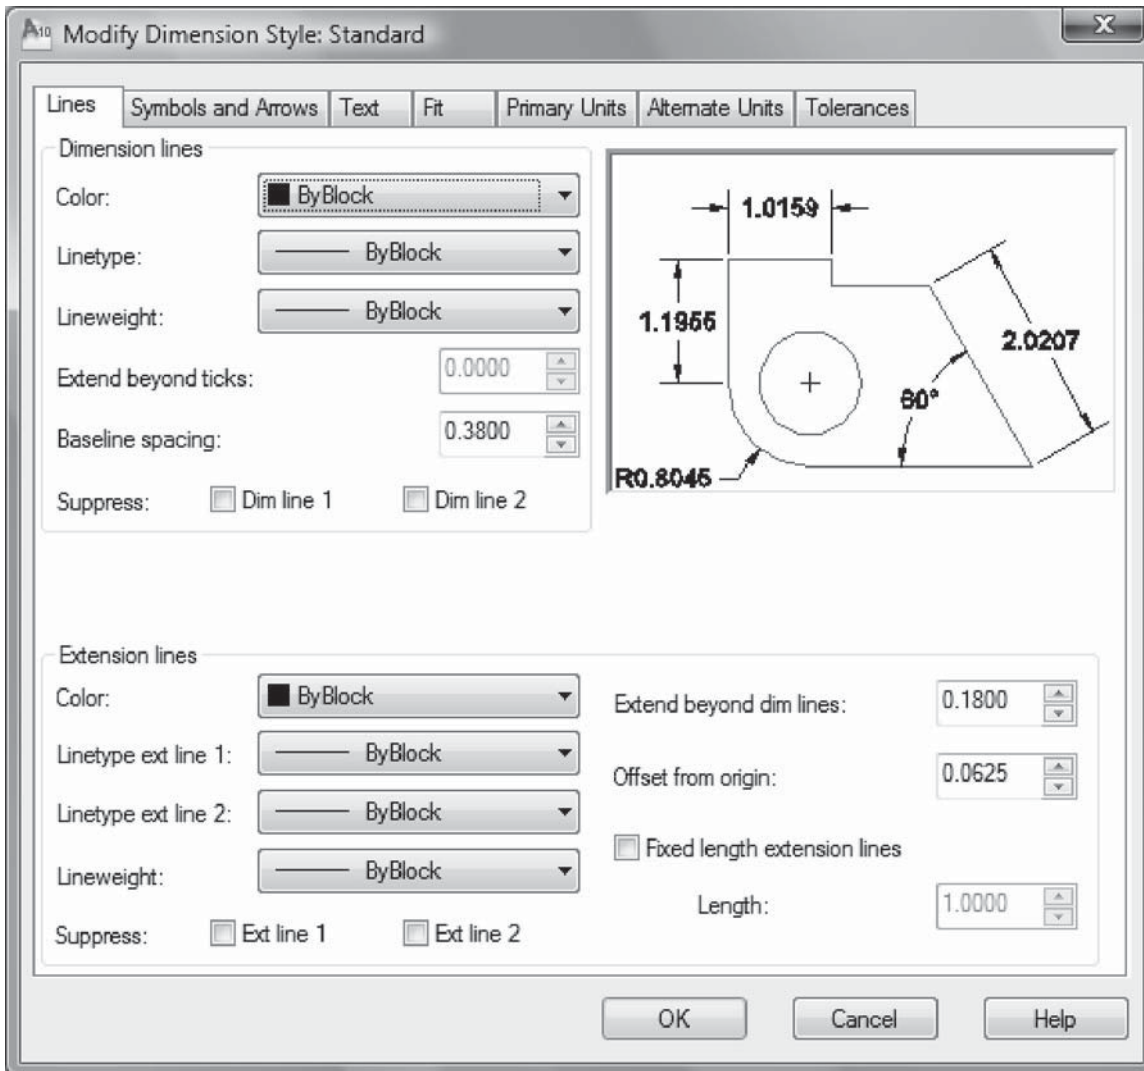 A10 Modify Dimension Style: Standard X
Lines Symbols and Arrows Text Fit Primary Units Alternate Units Tolerances
Dimension lines
Color: ByBlock
Linetype: ByBlock
Lineweight: ByBlock
Extend beyond ticks: 0.0000
Baseline spacing: 0.3800
Suppress: Dim line 1 Dim line 2
1.0159
1.1955
2.0207
60°
R0.8045
Extension lines
Color: ByBlock
Linetype ext line 1: ByBlock
Linetype ext line 2: ByBlock
Lineweight: ByBlock
Suppress: Ext line 1 Ext line 2
Extend beyond dim lines: 0.1800
Offset from origin: 0.0625
Fixed length extension lines
Length: 1.0000
OK Cancel Help